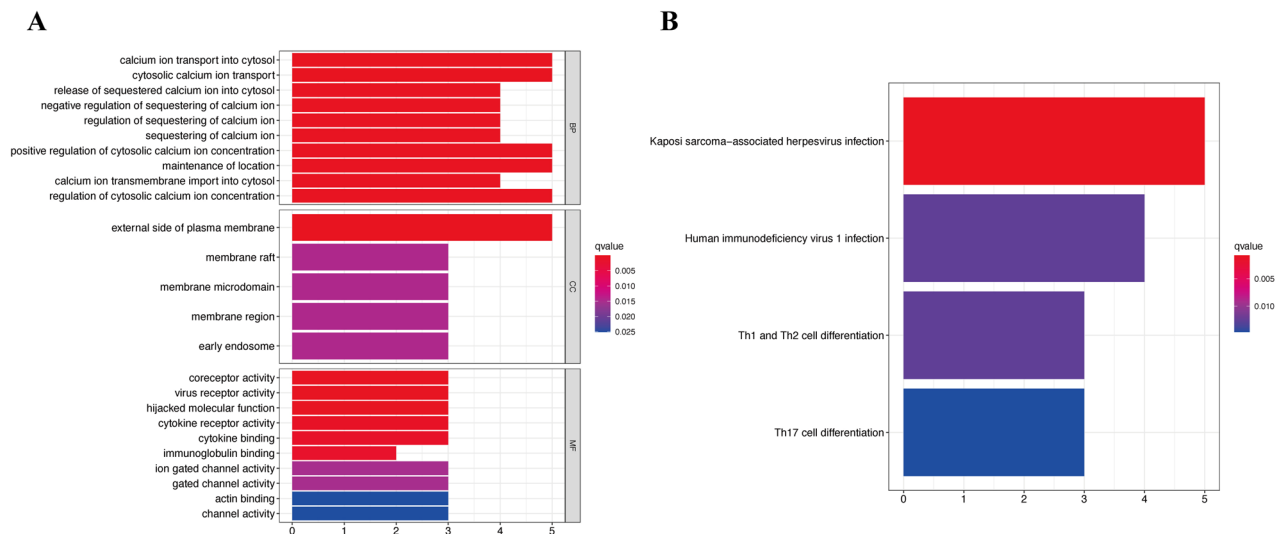 A
calcium ion transport into cytosol
cytosolic calcium ion transport
release of sequestered calcium ion into cytosol
negative regulation of sequestering of calcium ion
regulation of sequestering of calcium ion
sequestering of calcium ion
positive regulation of cytosolic calcium ion concentration
maintenance of location
calcium ion transmembrane import into cytosol
regulation of cytosolic calcium ion concentration
BP
external side of plasma membrane
membrane raft
membrane microdomain
membrane region
early endosome
CC
coreceptor activity
virus receptor activity
hijacked molecular function
cytokine receptor activity
cytokine binding
immunoglobulin binding
ion gated channel activity
gated channel activity
actin binding
channel activity
MF
0 1 2 3 4 5
qvalue
0.005
0.010
0.015
0.020
0.025
B
Kaposi sarcoma−associated herpesvirus infection
Human immunodeficiency virus 1 infection
Th1 and Th2 cell differentiation
Th17 cell differentiation
0 1 2 3 4 5
qvalue
0.005
0.010